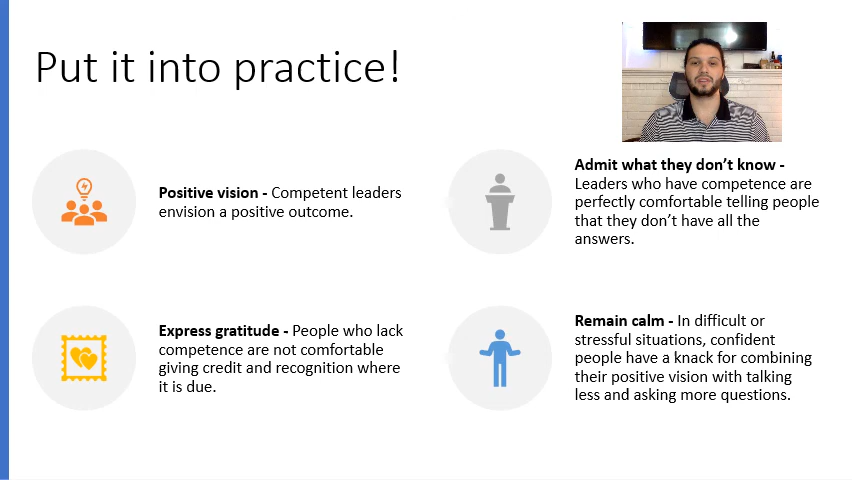 Put it into practice!
Positive vision - Competent leaders
envision a positive outcome.
Admit what they don’t know -
Leaders who have competence are
perfectly comfortable telling people
that they don’t have all the
answers.
Express gratitude - People who lack
competence are not comfortable
giving credit and recognition where
it is due.
Remain calm - In difficult or
stressful situations, confident
people have a knack for combining
their positive vision with talking
less and asking more questions.